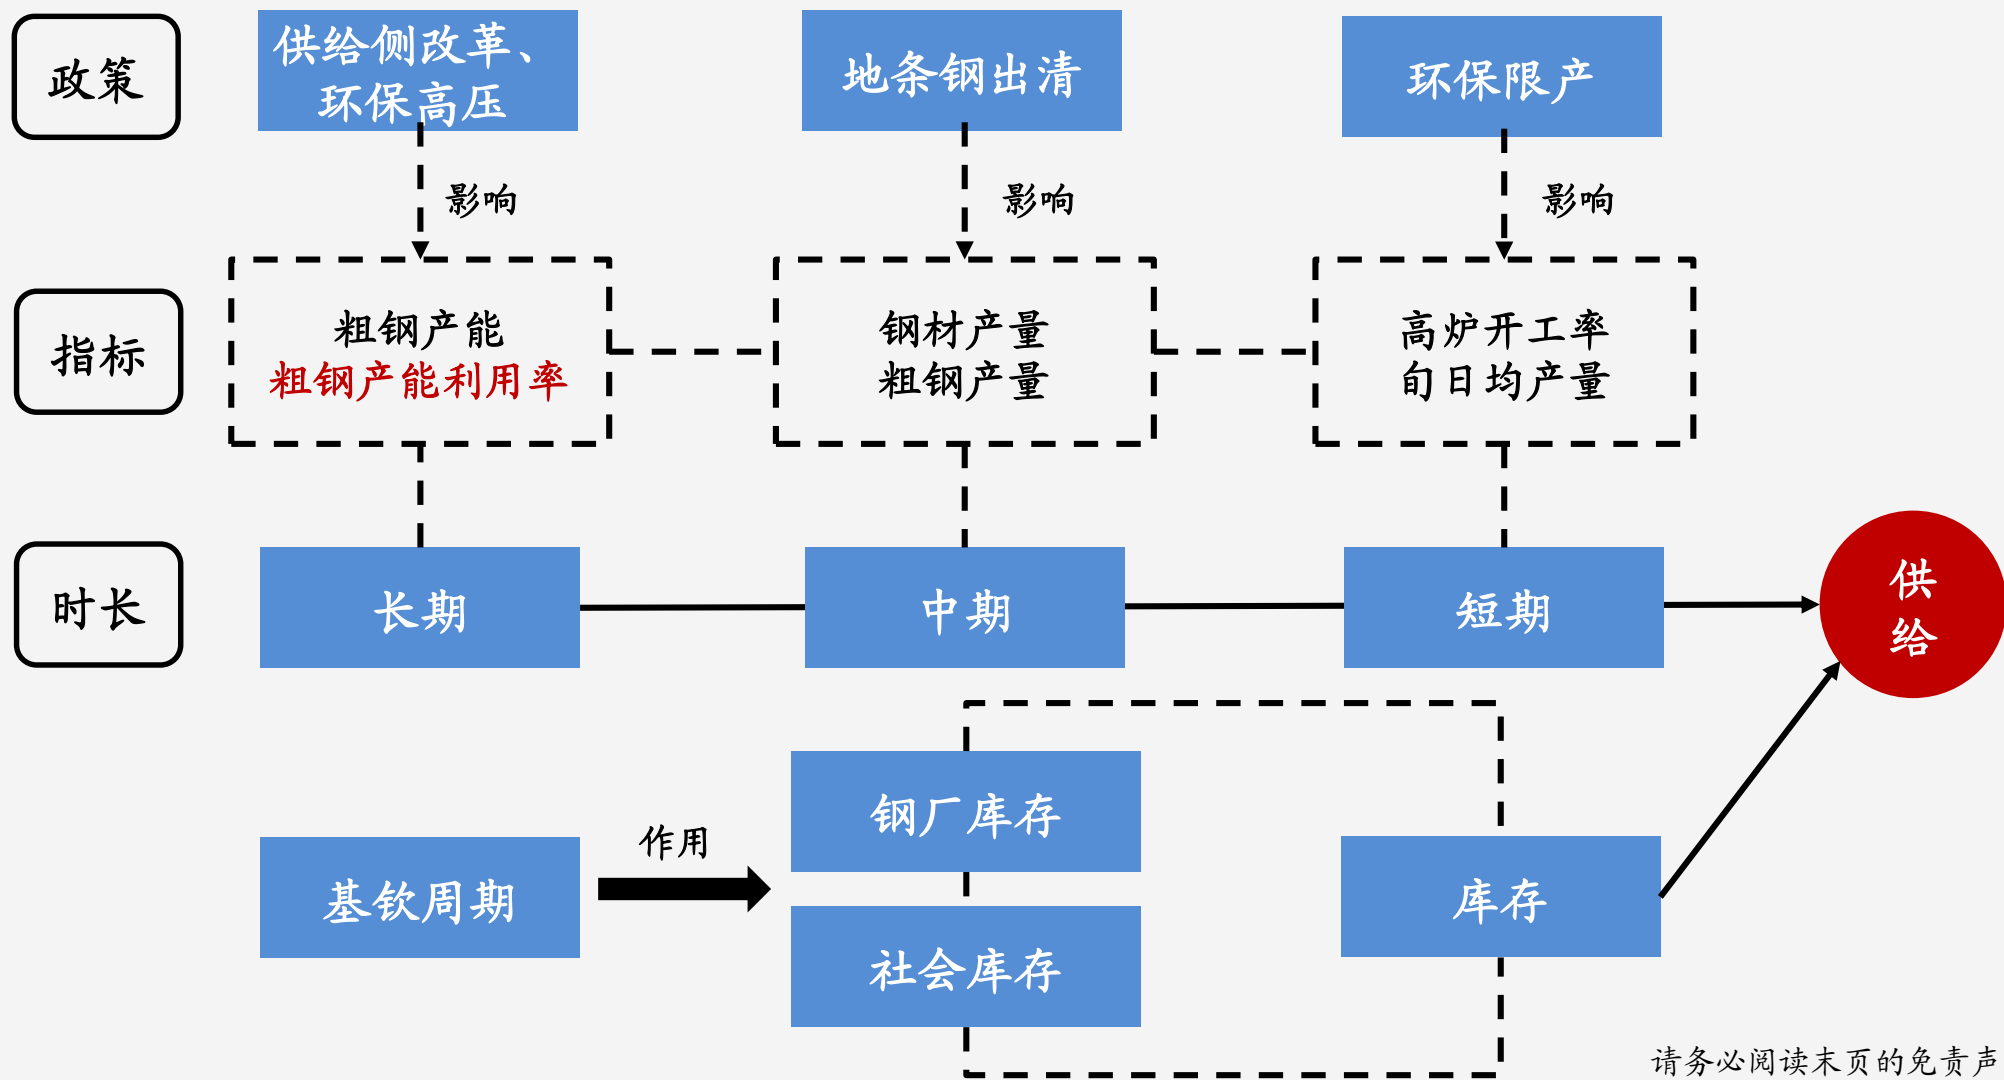 政策
供给侧改革、
环保高压
地条钢出清
环保限产
影响
影响
影响
指标
粗钢产能
粗钢产能利用率
钢材产量
粗钢产量
高炉开工率
旬日均产量
时长
长期
中期
短期
供
给
钢厂库存
作用
基钦周期
库存
社会库存
请务必阅读末页的免责声